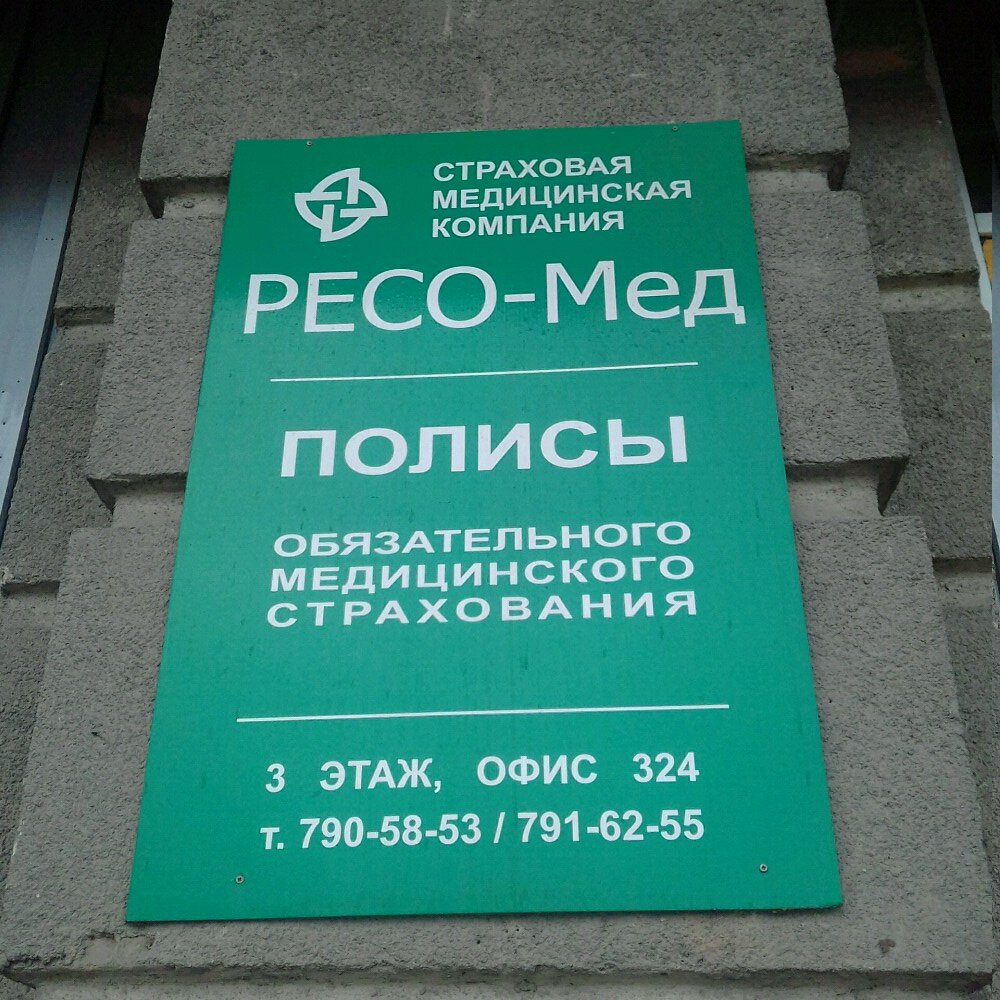 СТРАХОВАЯ
МЕДИЦИНСКАЯ
КОМПАНИЯ
РЕСО-Мед
ПОЛИСЫ
ОБЯЗАТЕЛЬНОГО
МЕДИЦИНСКОГО
СТРАХОВАНИЯ
3 ЭТАЖ, ОФИС 324
т. 790-58-53 / 791-62-55